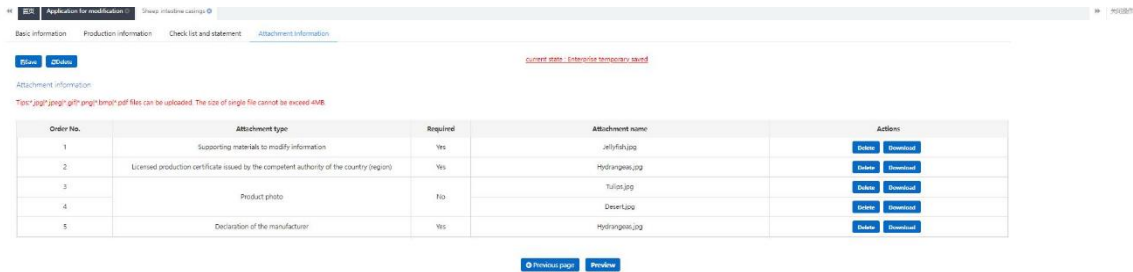 首页 Application for modification Sheep intestine casings 关闭操作
Basic information Production information Check list and statement Attachment Information
Save Delete current state : Enterprise temporary saved
Attachment information
Tips:*.jpg|*.jpeg|*.gif|*.png|*.bmp|*.pdf files can be uploaded. The size of single file cannot be exceed 4MB.
Order No. Attachment type Required Attachment name Actions
1 Supporting materials to modify information Yes Jellyfish.jpg Delete Download
2 Licensed production certificate issued by the competent authority of the country (region) Yes Hydrangeas.jpg Delete Download
3 Tulips.jpg Delete Download
Product photo No
4 Desert.jpg Delete Download
5 Declaration of the manufacturer Yes Hydrangeas.jpg Delete Download
Previous page Preview